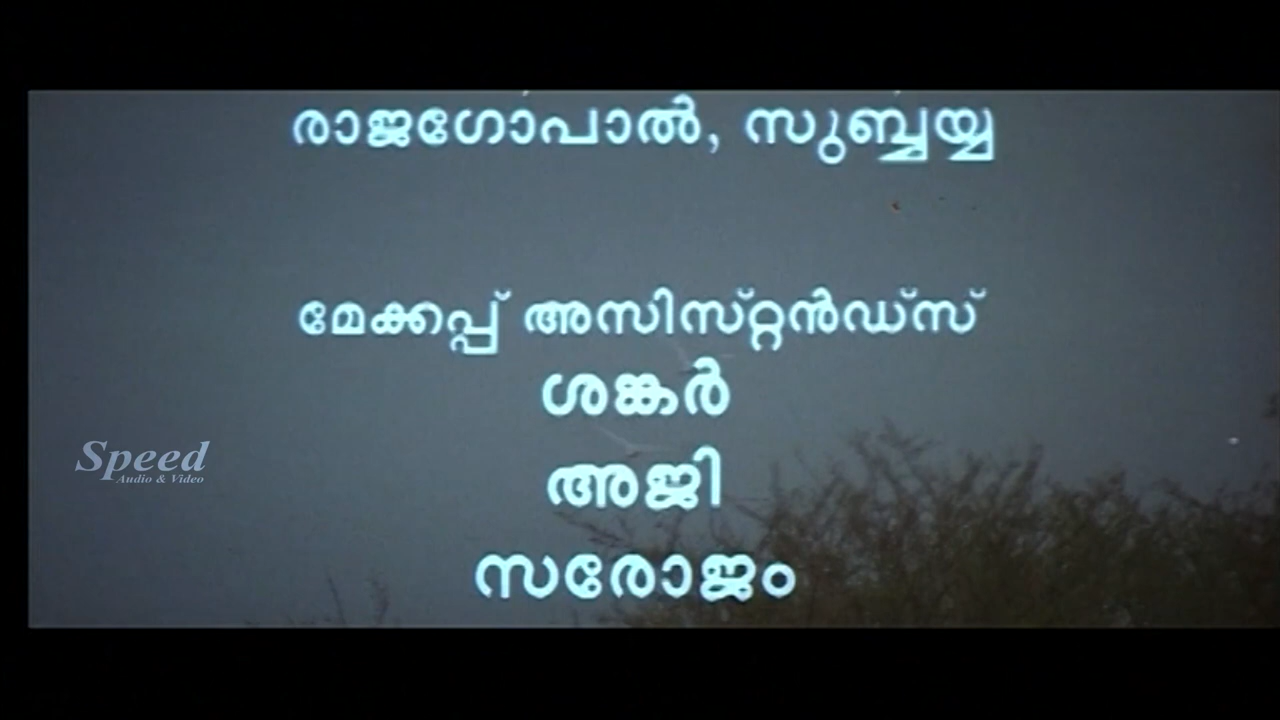 രാജഗോപാൽ, സുബ്ബയ്യ
മേക്കപ്പ് അസിസ്റ്റൻഡ്സ്
ശങ്കർ
അജി
സരോജം
Speed
Audio & Video